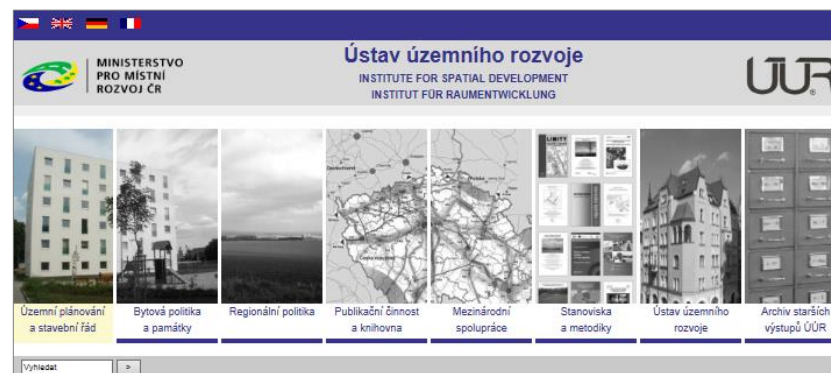 MINISTERSTVO
PRO MÍSTNÍ
ROZVOJ ČR
Ústav územního rozvoje
INSTITUTE FOR SPATIAL DEVELOPMENT
INSTITUT FÜR RAUMENTWICKLUNG
ÚÚR
®
LIMITY
Územní plánování
a stavební řád
Bytová politika
a památky
Regionální politika
Publikační činnost
a knihovna
Mezinárodní
spolupráce
Stanoviska
a metodiky
Ústav územního
rozvoje
Archiv starších
výstupů ÚÚR
Vyhledat
»